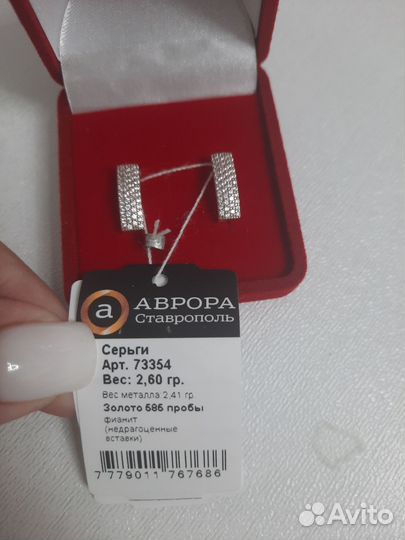 a
АВРОРА
Ставрополь
Серьги
Арт. 73354
Вес: 2,60 гр.
Вес металла 2,41 гр
Золото 585 пробы
фианит
(недрагоценные
вставки)
7 779011 767686
Avito